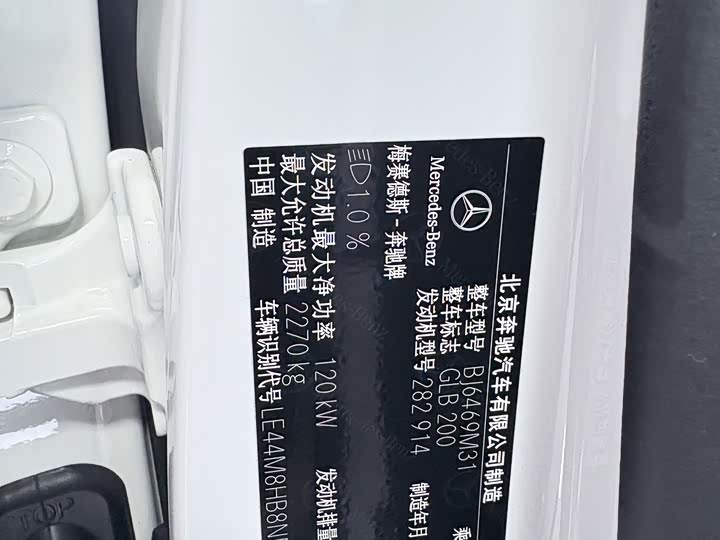 北京奔驰汽车有限公司制造
Mercedes-Benz
梅赛德斯-奔驰牌
整车型号 BJ6469M31
整车标志 GLB 200
发动机型号 282 914
乘
制造年月
1.0 %
发动机最大净功率 120 kW
发动机排量
最大允许总质量 2270 kg
中国 制造
车辆识别代号 LE44M8HB8N